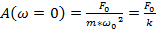 A(ω = 0) = F₀ / (m*ω₀²) = F₀ / k